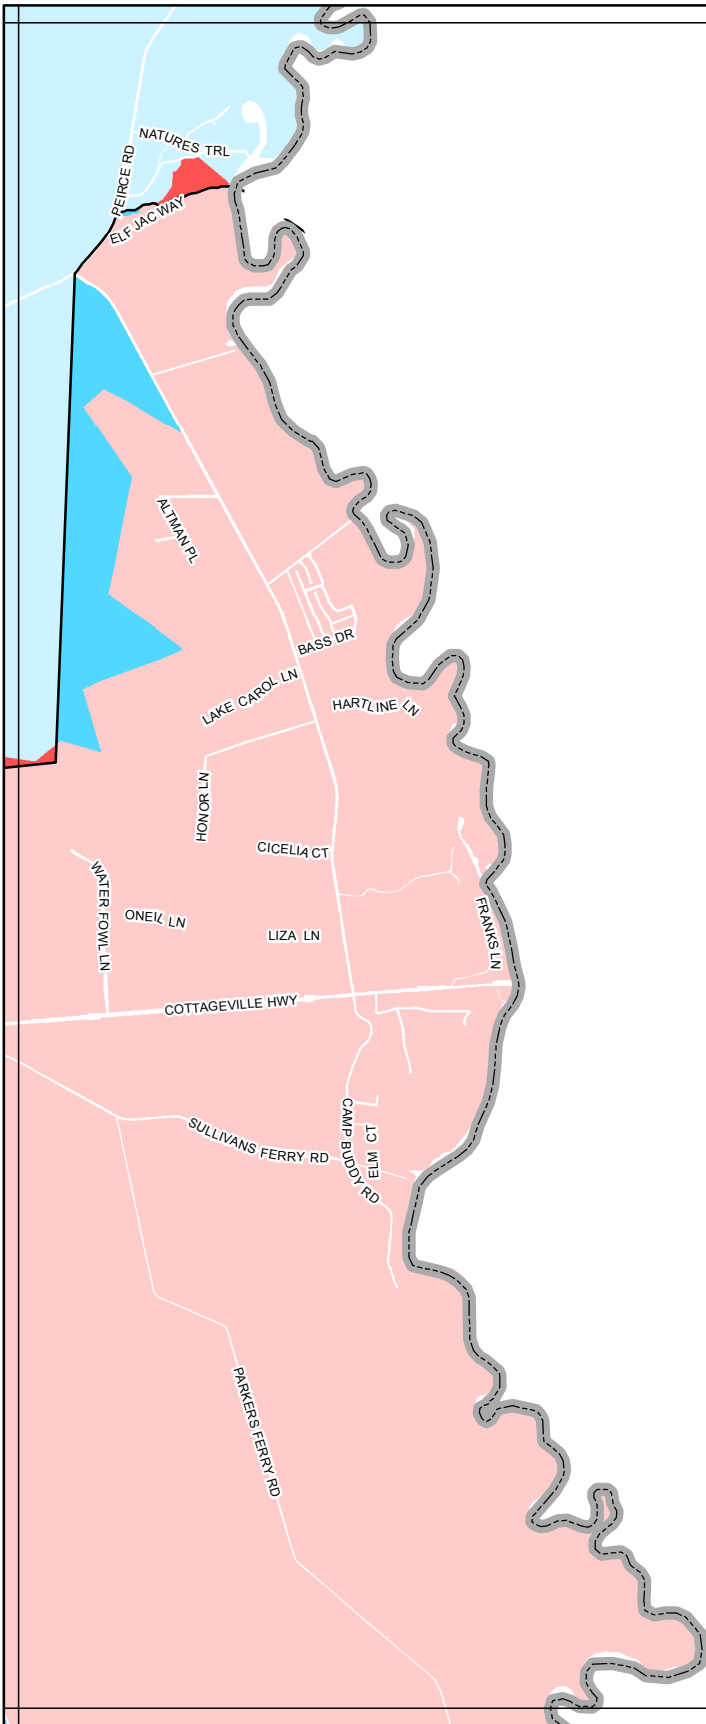 NATURES TRL
PEIRCE RD
ELF JAC WAY
ALTMAN PL
BASS DR
LAKE CAROL LN
HARTLINE LN
HONOR LN
CICELIA CT
WATER FOWL LN
ONEIL LN
FRANKS LN
LIZA LN
COTTAGEVILLE HWY
SULLIVANS FERRY RD
CAMP BUDDY RD
ELM CT
PARKERS FERRY RD